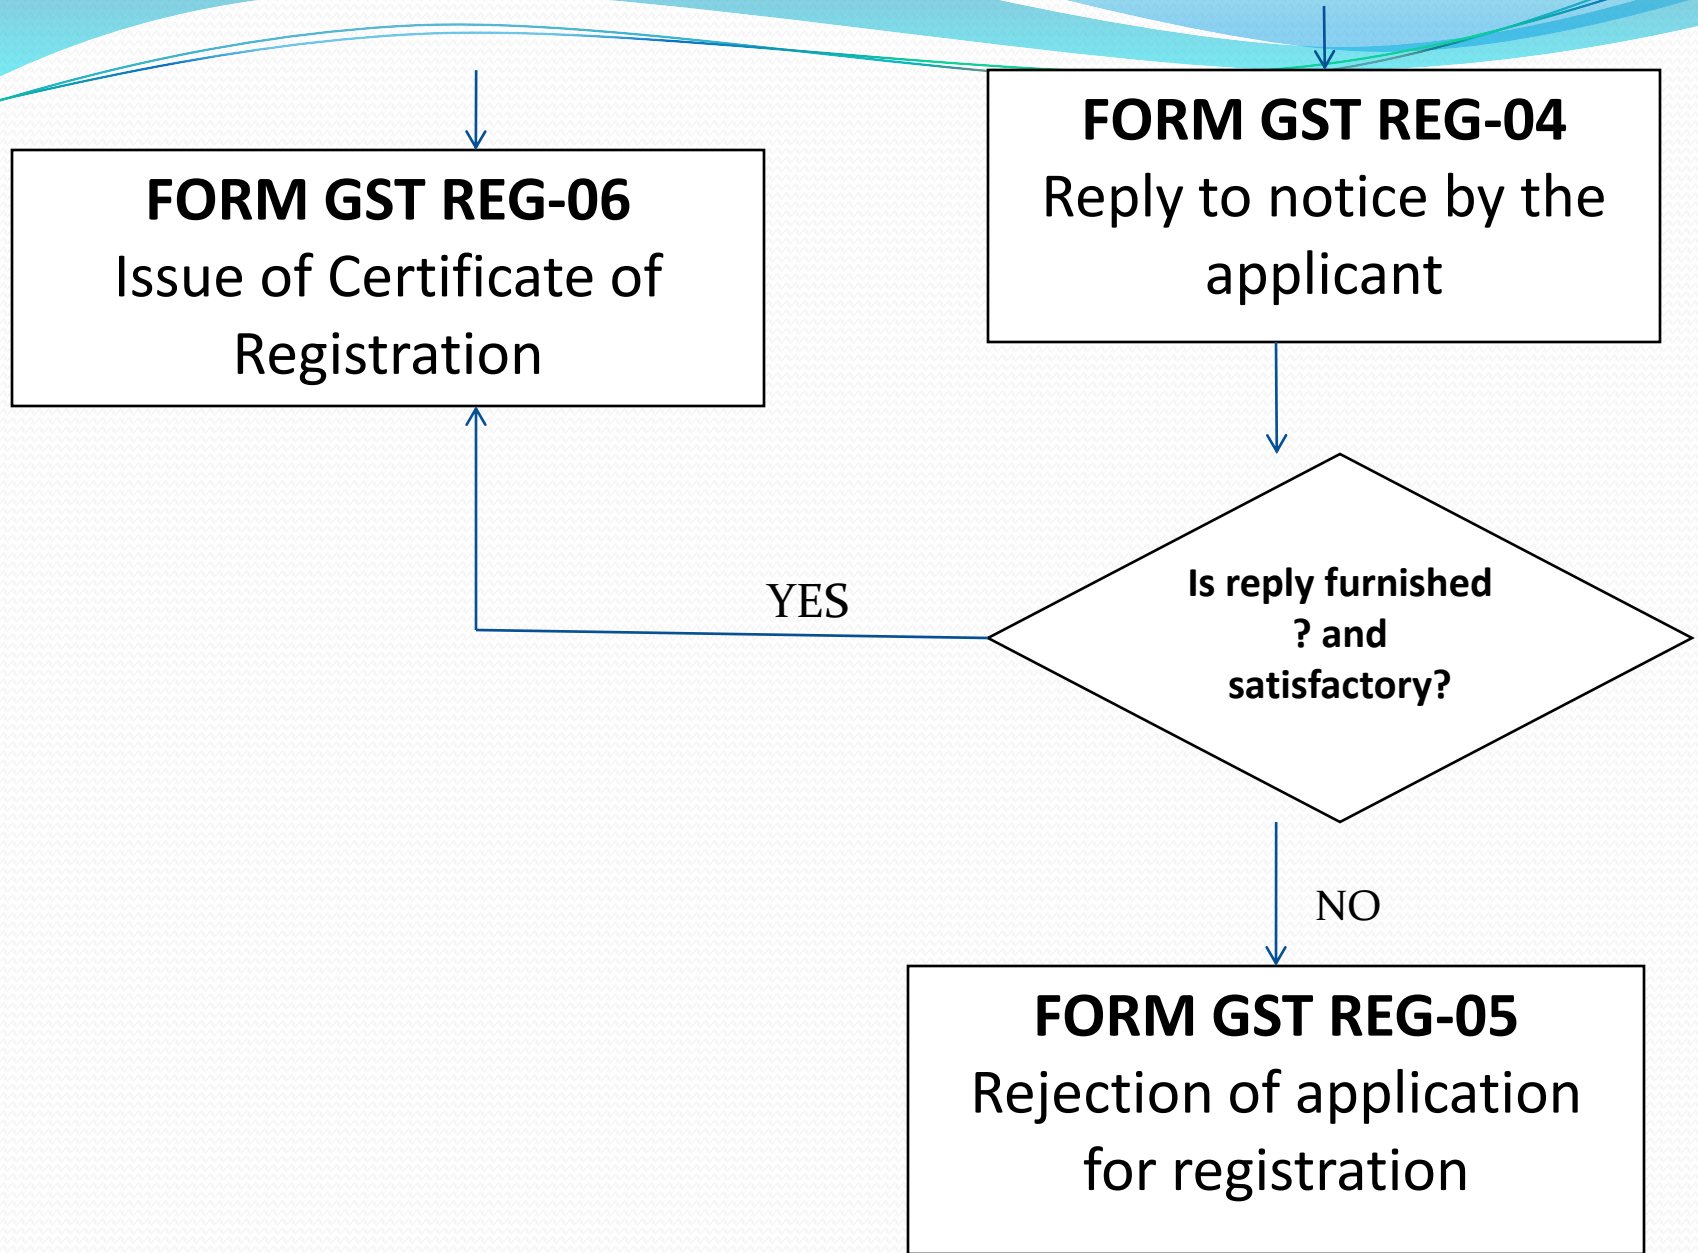 FORM GST REG-04
Reply to notice by the
applicant
FORM GST REG-06
Issue of Certificate of
Registration
Is reply furnished
? and
satisfactory?
YES
NO
FORM GST REG-05
Rejection of application
for registration